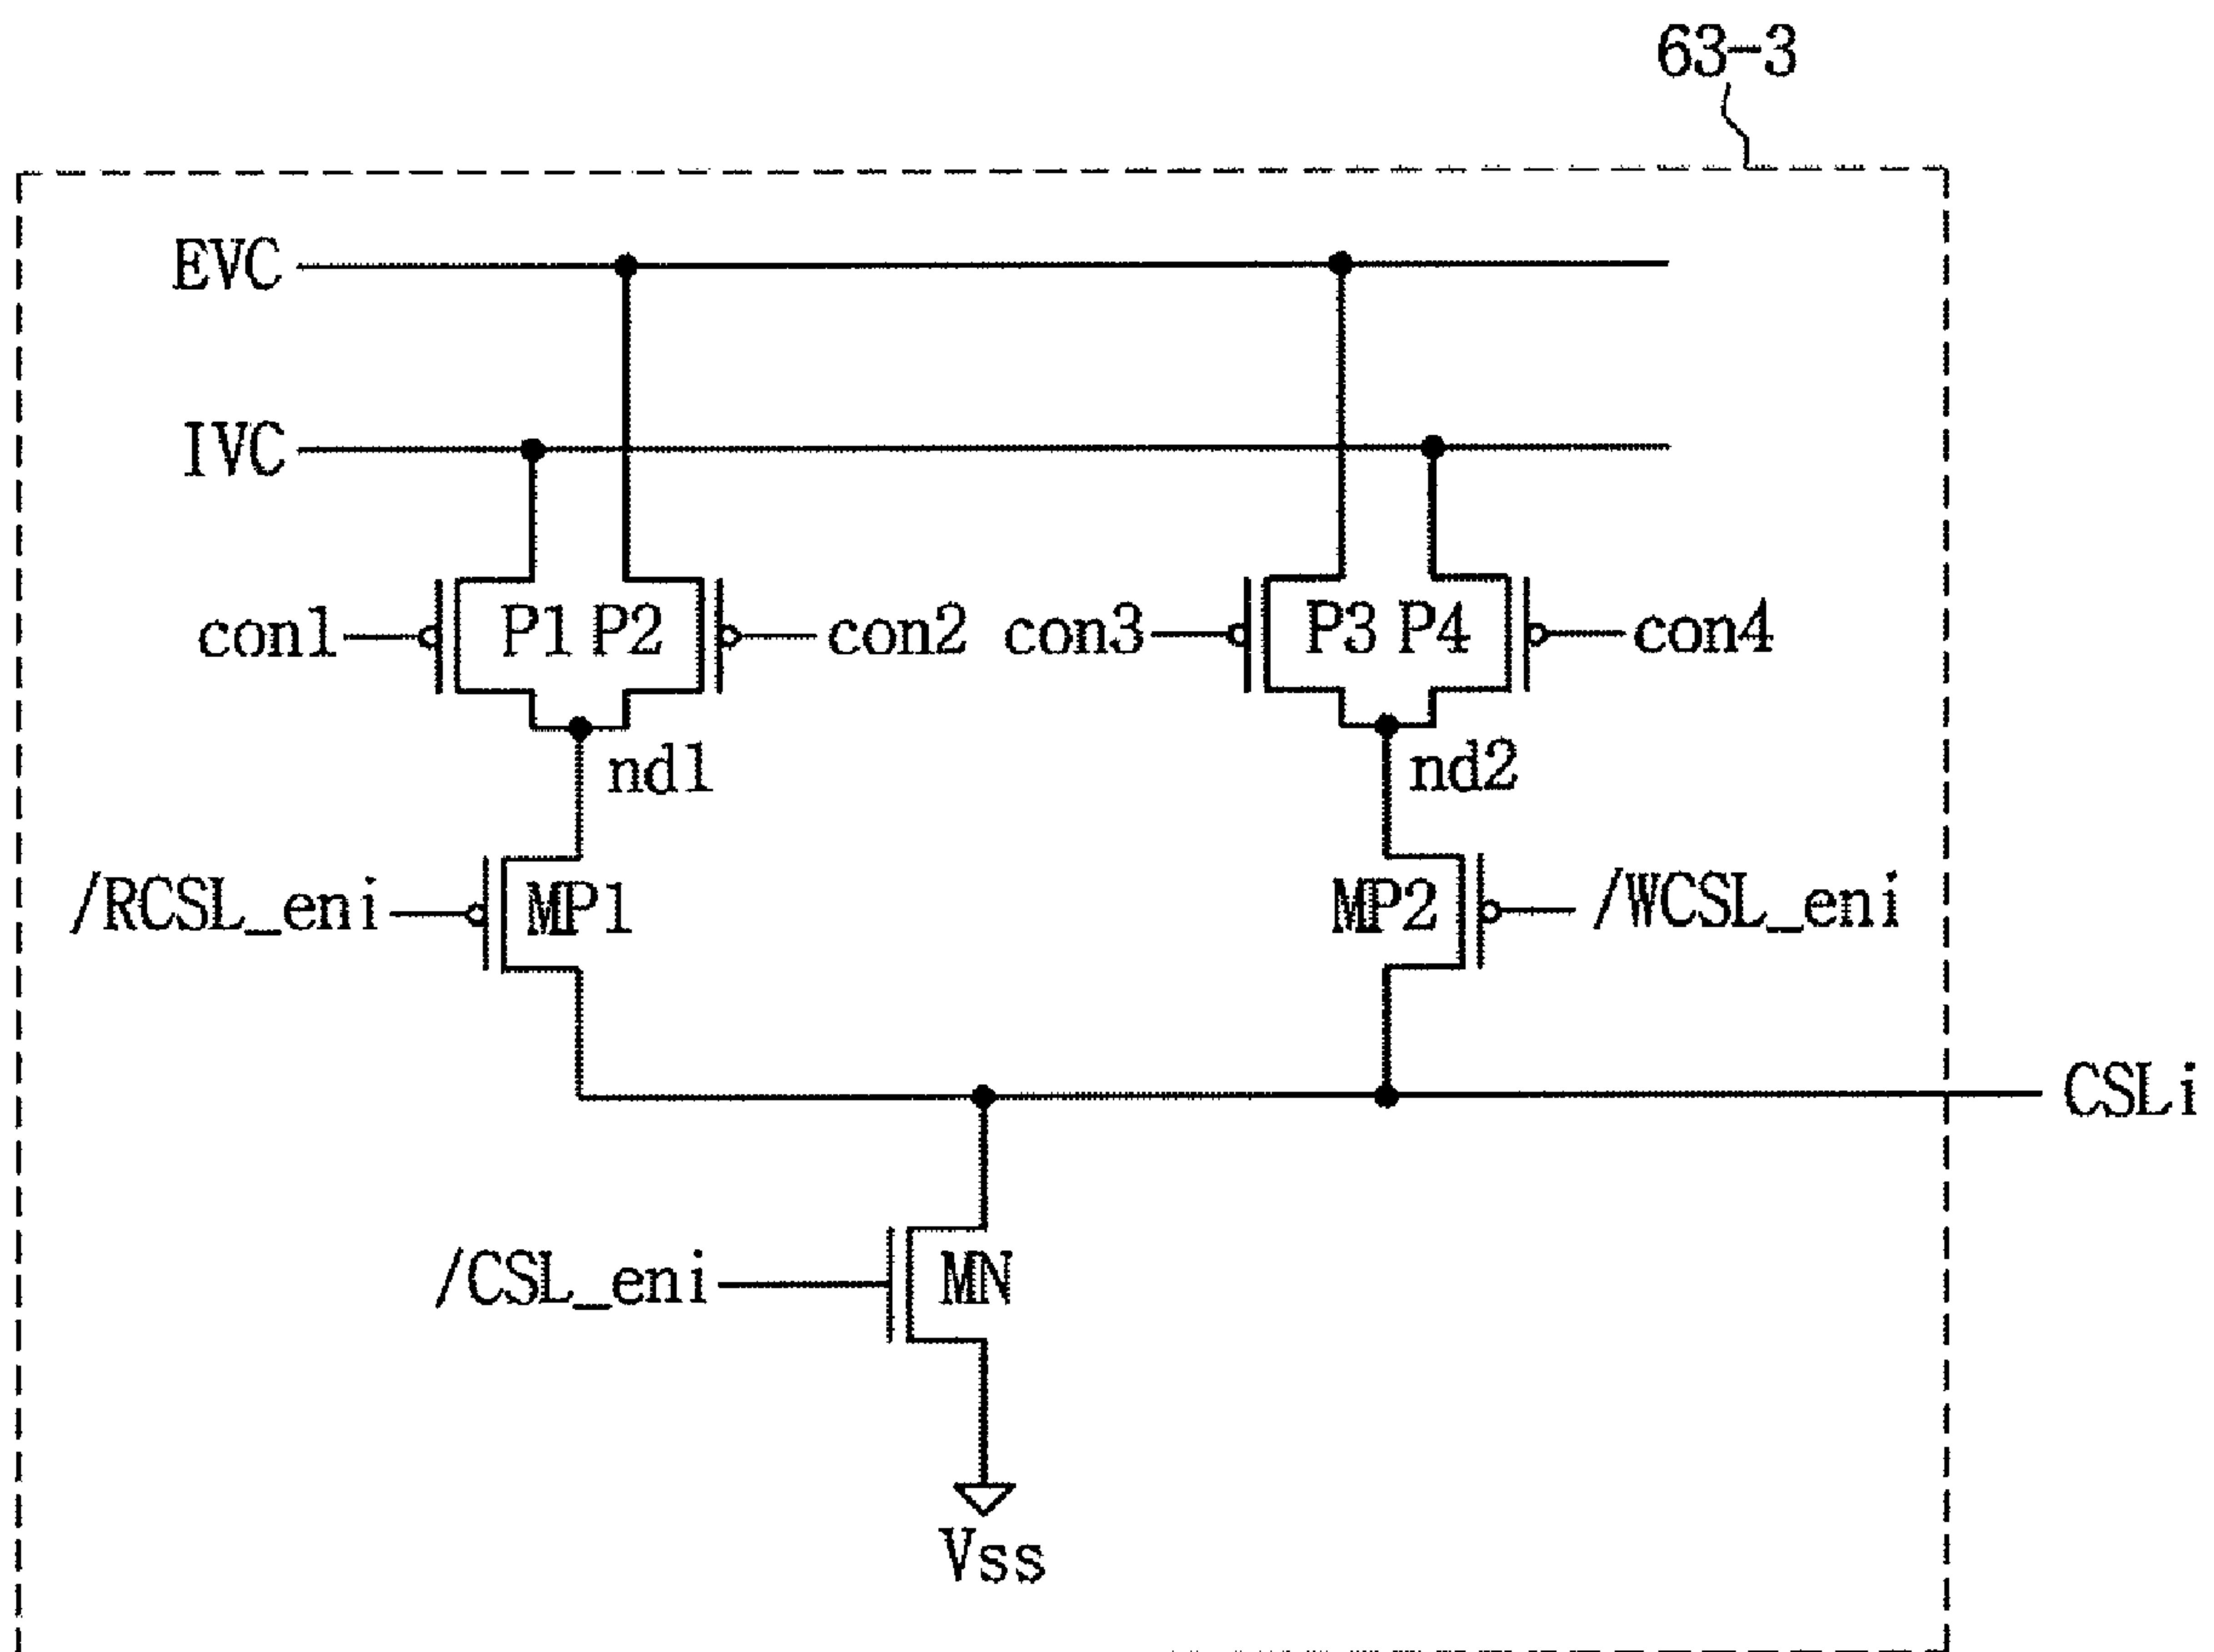 63-3
EVC
IVC
con1 P1 P2 con2 con3 P3 P4 con4
nd1 nd2
/RCSL_eni MP1 MP2 /WCSL_eni
CSLi
/CSL_eni MN
Vss